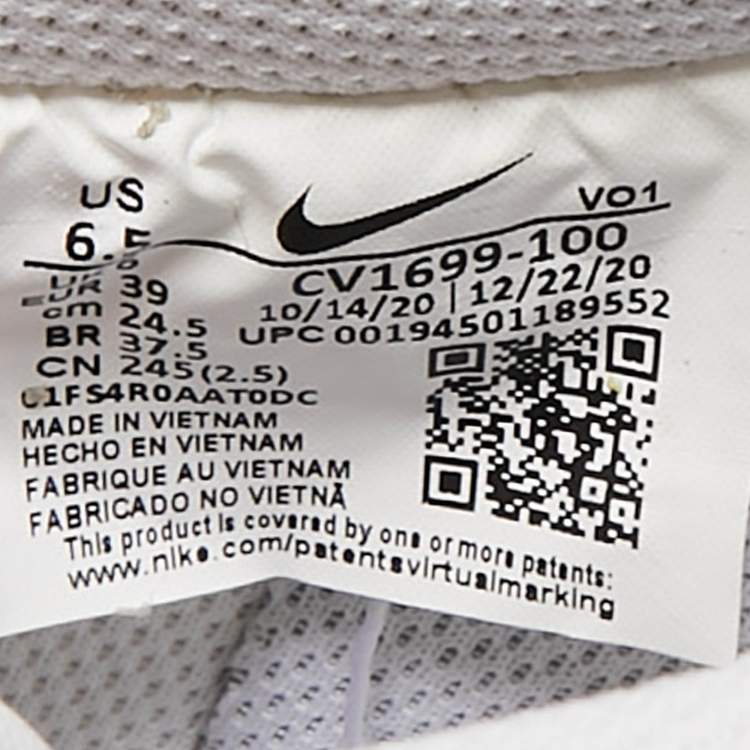 US
6.5
VO1
CV1699-100
10/14/20 | 12/22/20
UPC 00194501189552
EUR 39
cm 24.5
BR 37.5
CN 245(2.5)
MADE IN VIETNAM
HECHO EN VIETNAM
FABRIQUE AU VIETNAM
FABRICADO NO VIETNÃ
This product is covered by one or more patents:
www.nike.com/patentsvirtualmarking